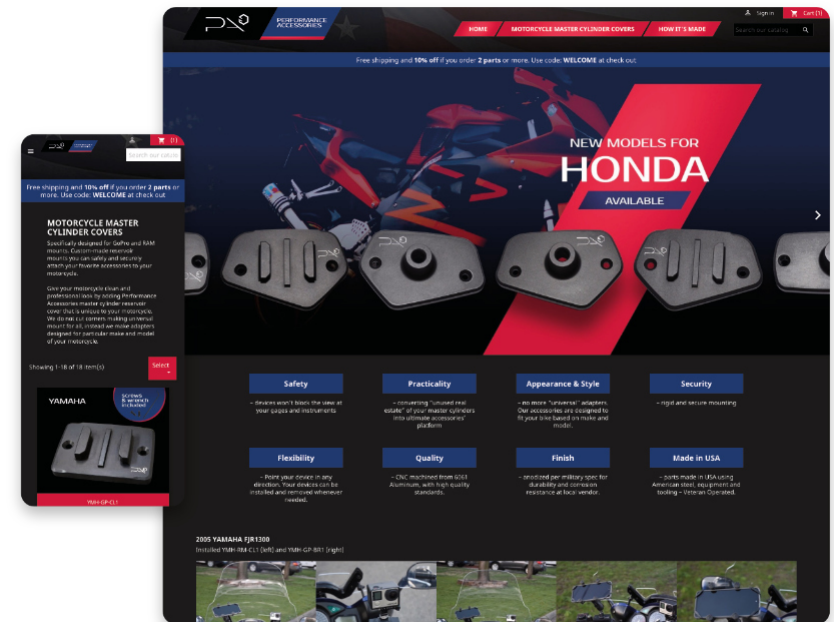 PERFORMANCE
ACCESSORIES
Sign in
Cart (1)
HOME
MOTORCYCLE MASTER CYLINDER COVERS
HOW IT'S MADE
Search our catalog
Free shipping and 10% off if you order 2 parts or more. Use code: WELCOME at check out
NEW MODELS FOR
HONDA
AVAILABLE
Safety
– devices won't block the view at
your gages and instruments
Practicality
– converting "unused real
estate" of your master cylinders
into ultimate accessories'
platform
Appearance & Style
– no more "universal" adapters.
Our accessories are designed to
fit your bike based on make and
model.
Security
– rigid and secure mounting
Flexibility
– Point your device in any
direction. Your devices can be
installed and removed whenever
needed.
Quality
– CNC machined from 6061
Aluminum, with high quality
standards.
Finish
– anodized per military spec for
durability and corrosion
resistance at local vendor.
Made in USA
– parts made in USA using
American steel, equipment and
tooling – Veteran Operated.
2005 YAMAHA FJR1300
Installed YMH-RM-CL1 (left) and YMH-GP-BR1 (right)
(1)
Search our catalog
Free shipping and 10% off if you order 2 parts or
more. Use code: WELCOME at check out
MOTORCYCLE MASTER
CYLINDER COVERS
Specifically designed for GoPro and RAM
mounts. Custom-made reservoir
mounts you can safely and securely
attach your favorite accessories to your
motorcycle.
Give your motorcycle clean and
professional look by adding Performance
Accessories master cylinder reservoir
cover that is unique to your motorcycle.
We do not cut corners making universal
mount for all, instead we make adapters
designed for particular make and model
of your motorcycle.
Showing 1-18 of 18 item(s)
Select
YAMAHA
Screws
& wrench
included
YMH-GP-CL1